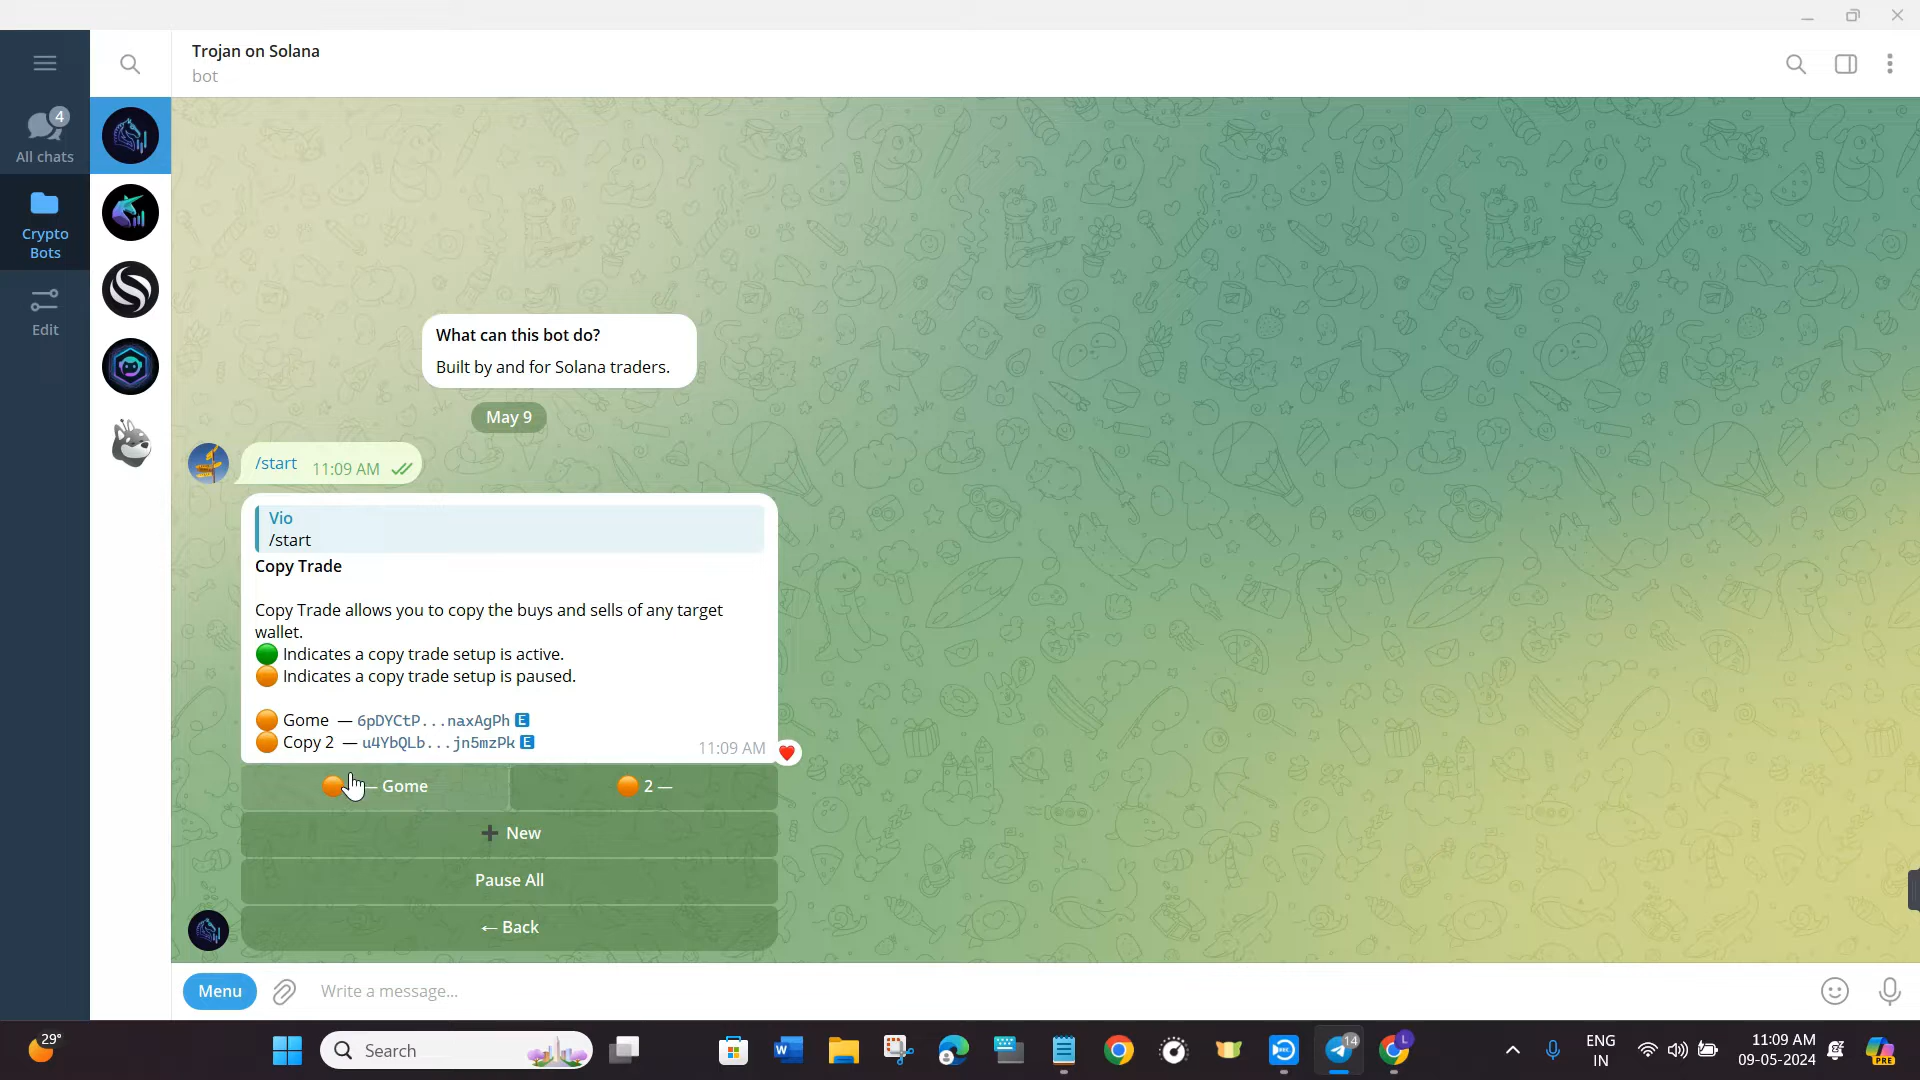 Trojan on Solana
bot
4
All chats
Crypto
Bots
Edit
What can this bot do?
Built by and for Solana traders.
May 9
/start 11:09 AM
Vio
/start
Copy Trade
Copy Trade allows you to copy the buys and sells of any target
wallet.
🟢 Indicates a copy trade setup is active.
🟠 Indicates a copy trade setup is paused.
🟠 Gome — 6pDYCtP...naxAgPh E
🟠 Copy 2 — u4YbQLb...jn5mzPk E
11:09 AM
🟠 — Gome
🟠 2 —
+ New
Pause All
← Back
Menu
Write a message...
29°
Search
W
14
L
ENG
IN
11:09 AM
09-05-2024
PRE